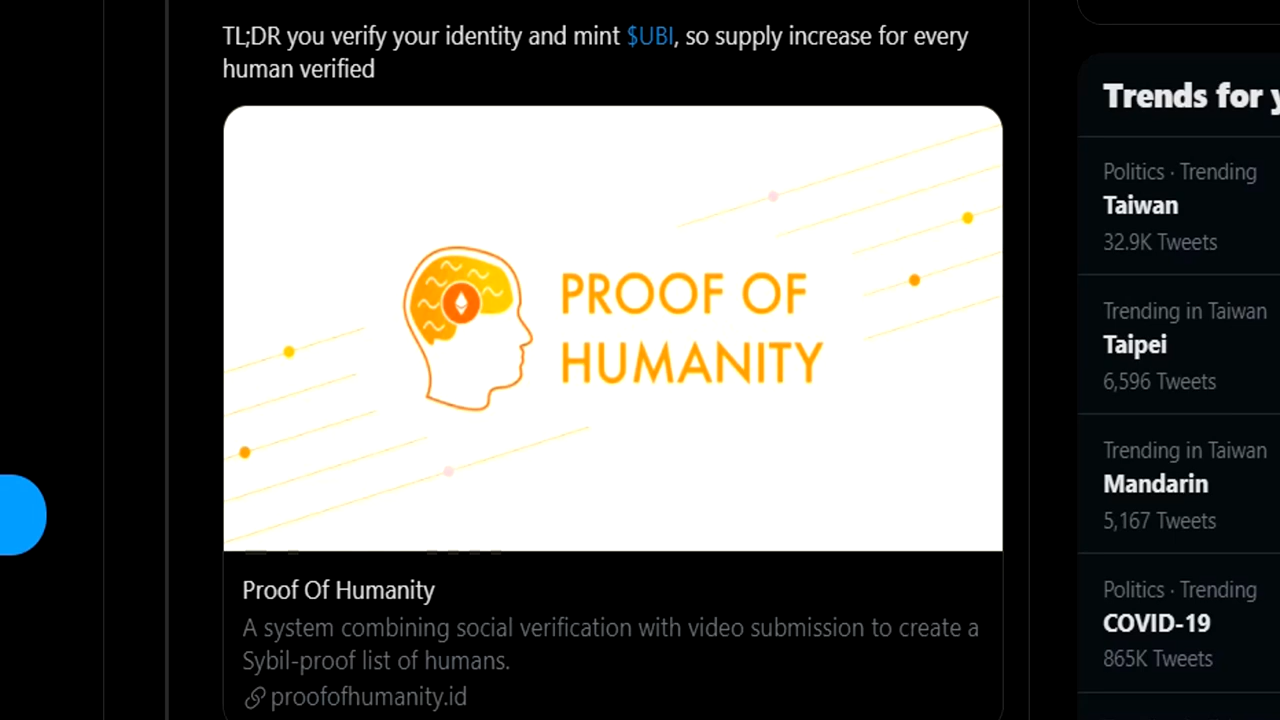 TL;DR you verify your identity and mint $UBI, so supply increase for every
human verified
PROOF OF
HUMANITY
Proof Of Humanity
A system combining social verification with video submission to create a
Sybil-proof list of humans.
proofofhumanity.id
Trends for y
Politics · Trending
Taiwan
32.9K Tweets
Trending in Taiwan
Taipei
6,596 Tweets
Trending in Taiwan
Mandarin
5,167 Tweets
Politics · Trending
COVID-19
865K Tweets